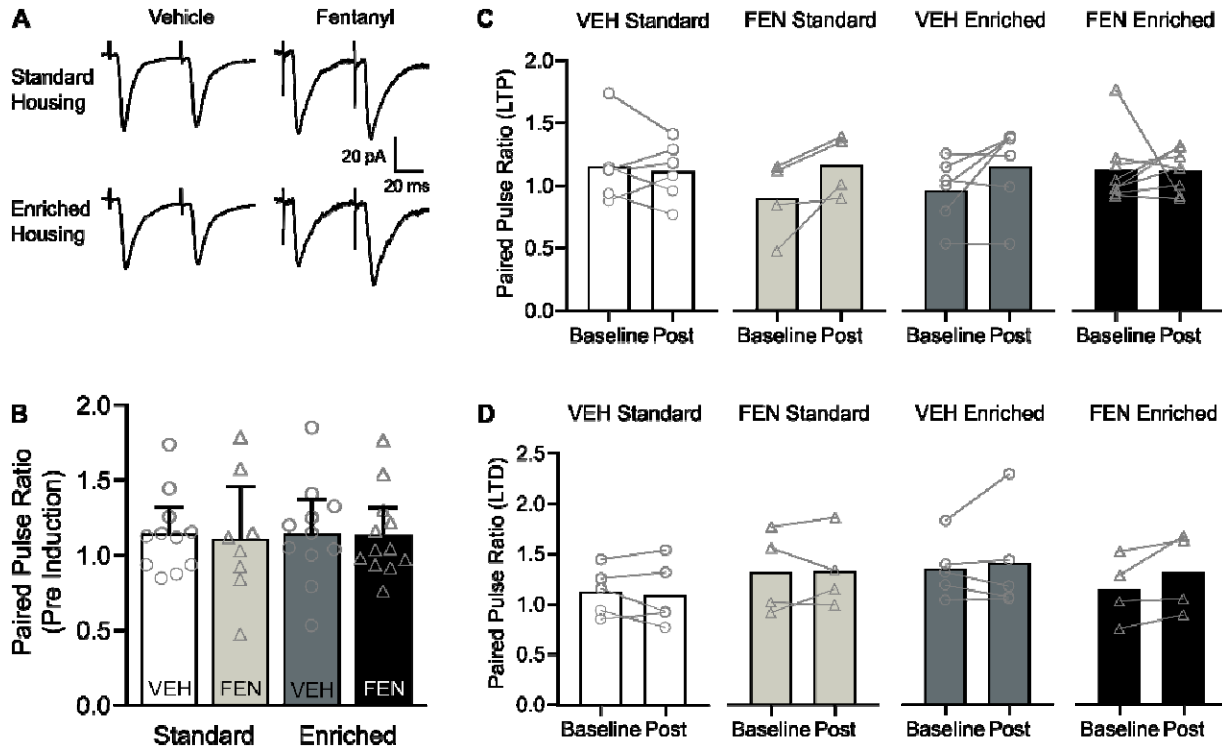 A
Vehicle
Fentanyl
Standard
Housing
20 pA
20 ms
Enriched
Housing
B
Paired Pulse Ratio
(Pre Induction)
2.0
1.5
1.0
0.5
0.0
VEH
FEN
VEH
FEN
Standard
Enriched
C
VEH Standard
FEN Standard
VEH Enriched
FEN Enriched
Paired Pulse Ratio (LTP)
2.0
1.5
1.0
0.5
0.0
Baseline Post
Baseline Post
Baseline Post
Baseline Post
D
VEH Standard
FEN Standard
VEH Enriched
FEN Enriched
Paired Pulse Ratio (LTD)
2.5
2.0
1.5
1.0
0.5
0.0
Baseline Post
Baseline Post
Baseline Post
Baseline Post